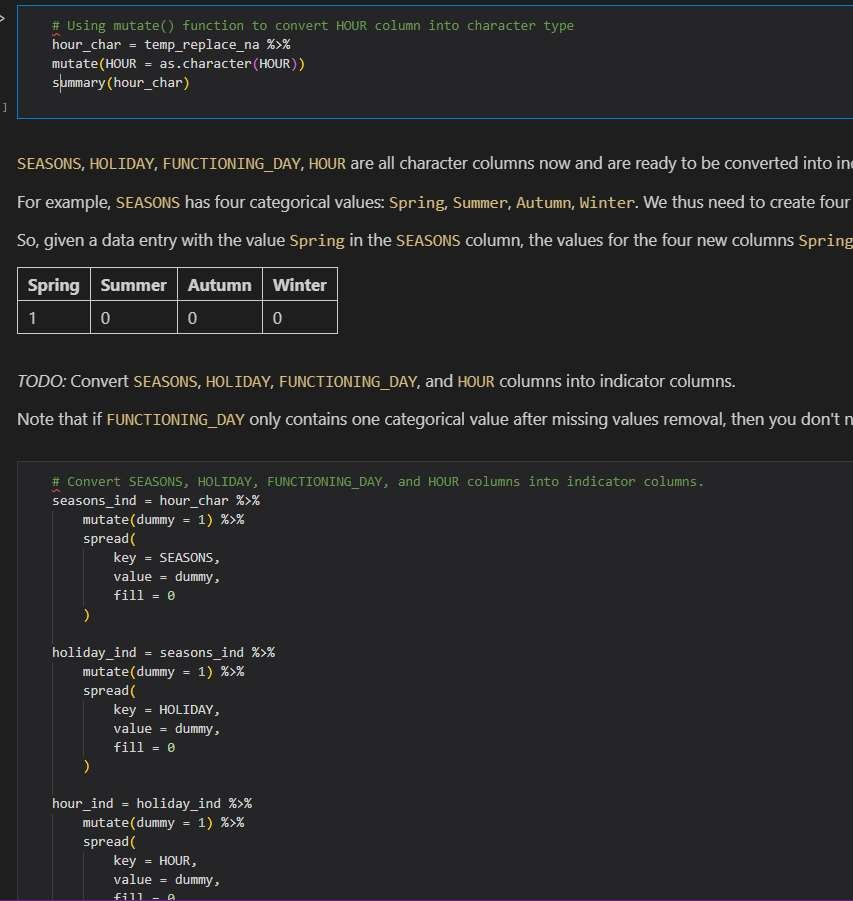 # Using mutate() function to convert HOUR column into character type
hour_char = temp_replace_na %>%
mutate(HOUR = as.character(HOUR))
summary(hour_char)
]
SEASONS, HOLIDAY, FUNCTIONING_DAY, HOUR are all character columns now and are ready to be converted into in
For example, SEASONS has four categorical values: Spring, Summer, Autumn, Winter. We thus need to create four
So, given a data entry with the value Spring in the SEASONS column, the values for the four new columns Spring
Spring Summer Autumn Winter
1 0 0 0
TODO: Convert SEASONS, HOLIDAY, FUNCTIONING_DAY, and HOUR columns into indicator columns.
Note that if FUNCTIONING_DAY only contains one categorical value after missing values removal, then you don't n
# Convert SEASONS, HOLIDAY, FUNCTIONING_DAY, and HOUR columns into indicator columns.
seasons_ind = hour_char %>%
mutate(dummy = 1) %>%
spread(
key = SEASONS,
value = dummy,
fill = 0
)
holiday_ind = seasons_ind %>%
mutate(dummy = 1) %>%
spread(
key = HOLIDAY,
value = dummy,
fill = 0
)
hour_ind = holiday_ind %>%
mutate(dummy = 1) %>%
spread(
key = HOUR,
value = dummy,
fill = 0